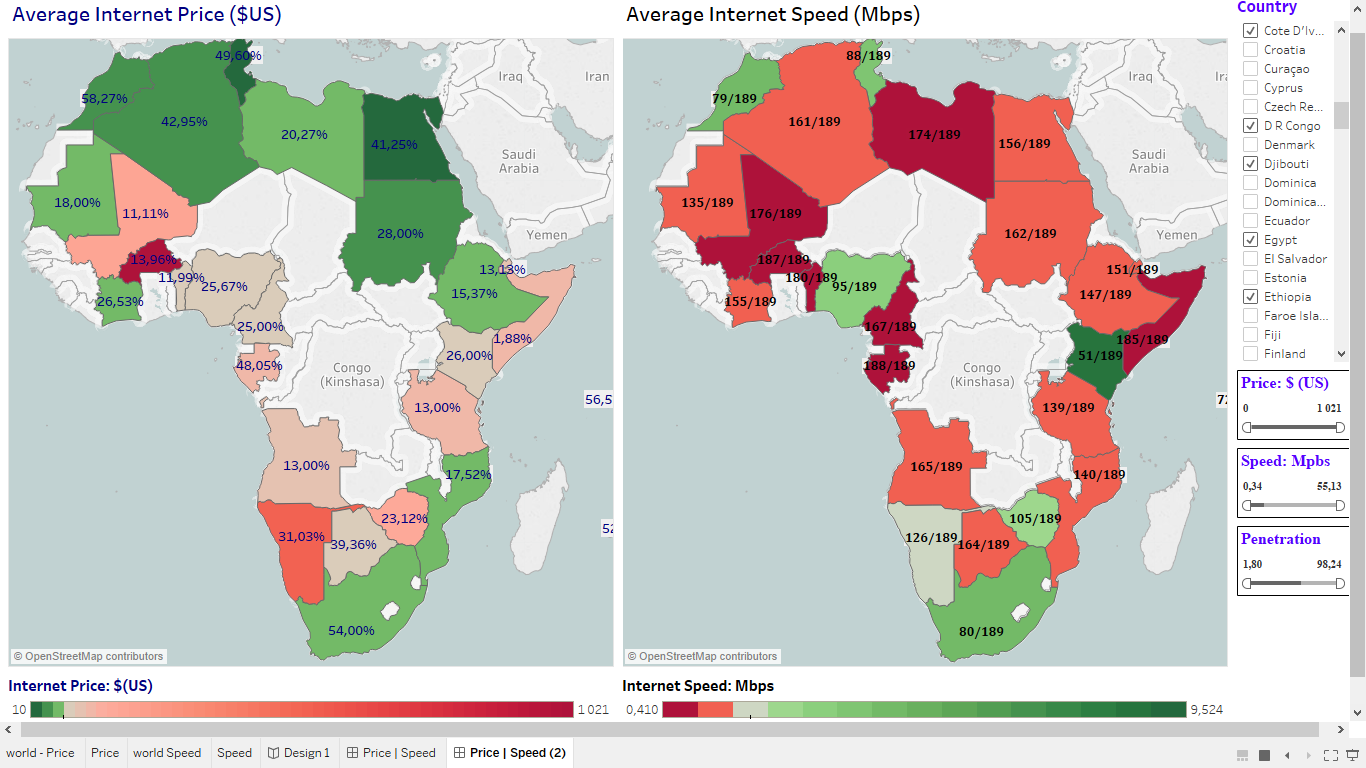 Average Internet Price ($US)
Average Internet Speed (Mbps)
Country
Cote D'Iv...
Croatia
Curaçao
Cyprus
Czech Re...
D R Congo
Denmark
Djibouti
Dominica
Dominica...
Ecuador
Egypt
El Salvador
Estonia
Ethiopia
Faroe Isla...
Fiji
Finland
49,60%
58,27%
42,95%
20,27%
41,25%
18,00%
11,11%
28,00%
13,96%
11,99%
25,67%
26,53%
13,13%
15,37%
25,00%
1,88%
26,00%
48,05%
13,00%
13,00%
17,52%
23,12%
31,03%
39,36%
54,00%
Iraq
Iran
Saudi
Arabia
Yemen
Congo
(Kinshasa)
56,5
52
© OpenStreetMap contributors
88/189
79/189
161/189
174/189
156/189
135/189
176/189
162/189
187/189
180/189
95/189
155/189
151/189
147/189
167/189
185/189
51/189
188/189
139/189
165/189
140/189
105/189
126/189
164/189
80/189
Iraq
Saudi
Arabia
Yemen
Congo
(Kinshasa)
© OpenStreetMap contributors
Price: $ (US)
0 1 021
Speed: Mpbs
0,34 55,13
Penetration
1,80 98,24
Internet Price: $(US)
10 1 021
Internet Speed: Mbps
0,410 9,524
world - Price Price world Speed Speed Design 1 Price | Speed Price | Speed (2)